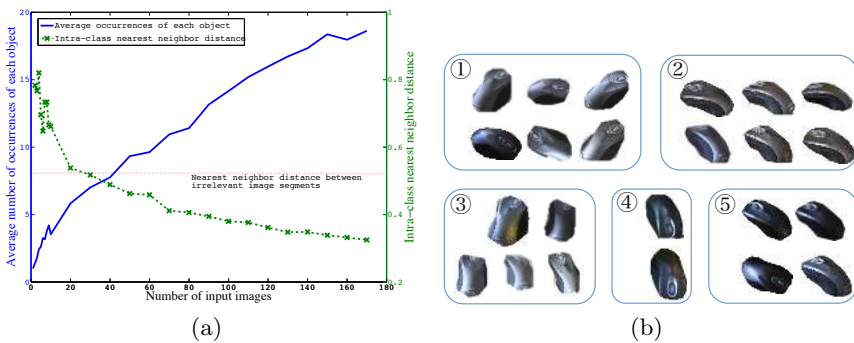 Average occurrences of each object
Intra-class nearest neighbor distance
Average number of occurrences of each object
20
15
10
5
0
1
0.8
0.6
0.4
0.2
Intra-class nearest neighbor distance
Nearest neighbor distance between
irrelevant image segments
0 20 40 60 80 100 120 140 160 180
Number of input images
(a)
①
②
③
④
⑤
(b)